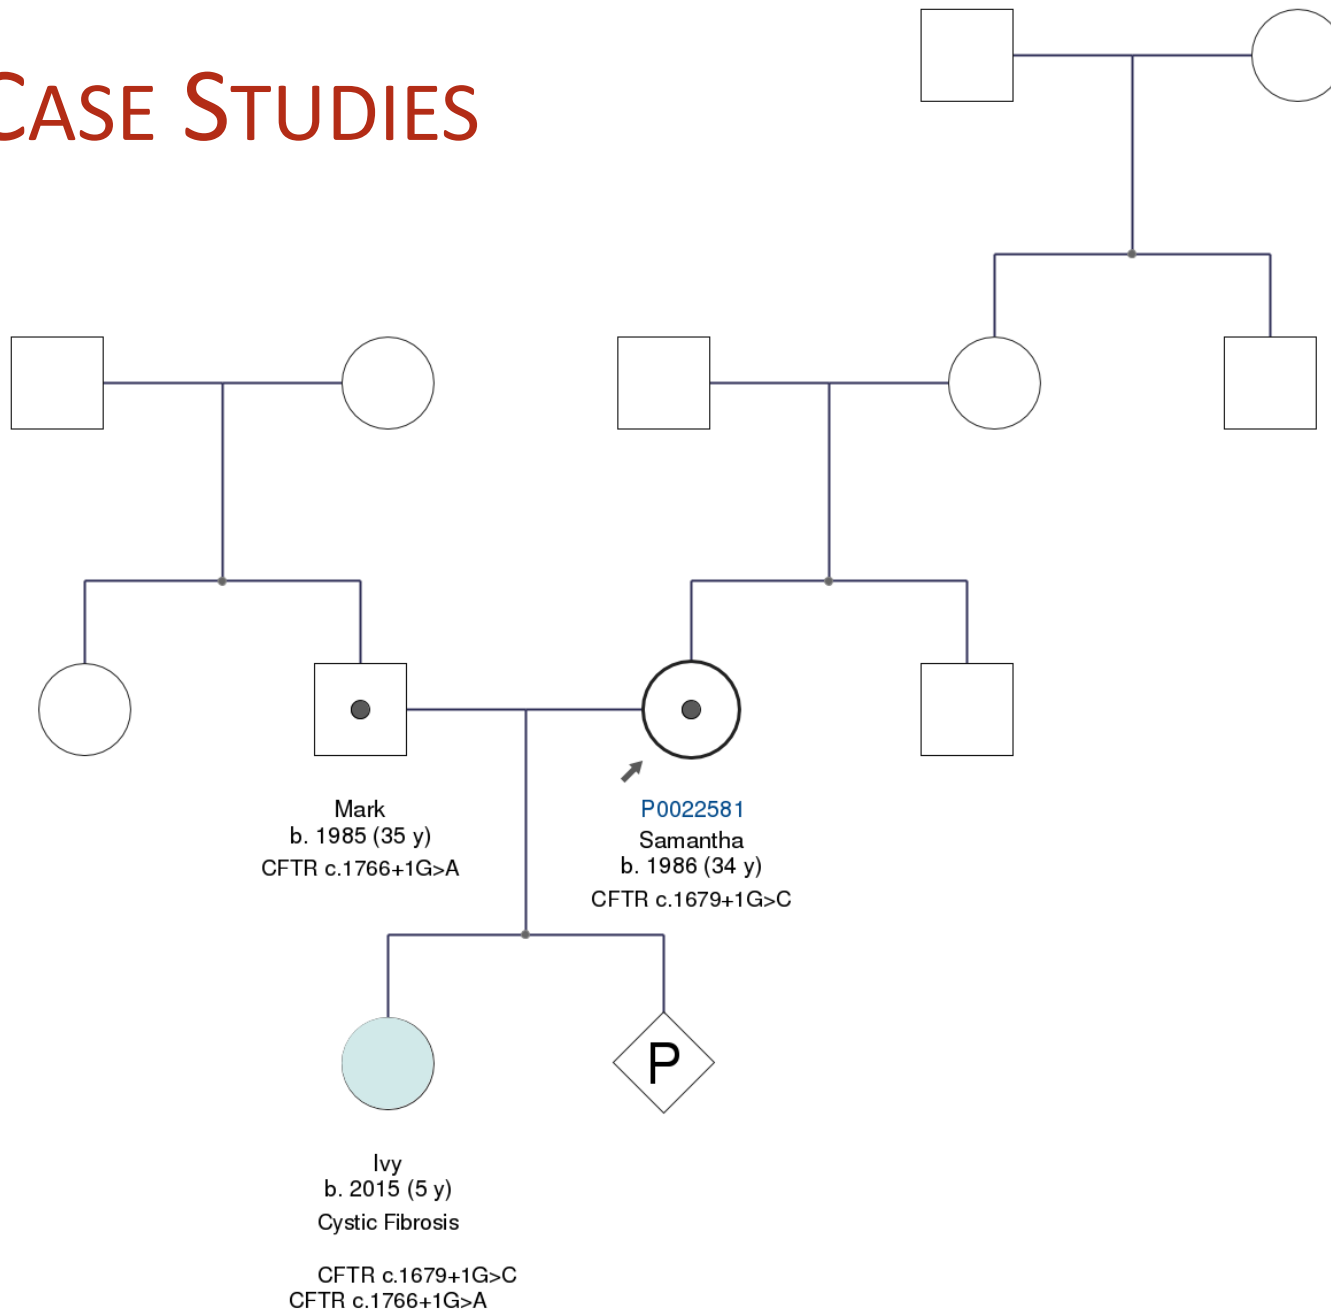 CASE STUDIES
Mark
b. 1985 (35 y)
CFTR c.1766+1G>A
P0022581
Samantha
b. 1986 (34 y)
CFTR c.1679+1G>C
P
Ivy
b. 2015 (5 y)
Cystic Fibrosis
CFTR c.1679+1G>C
CFTR c.1766+1G>A